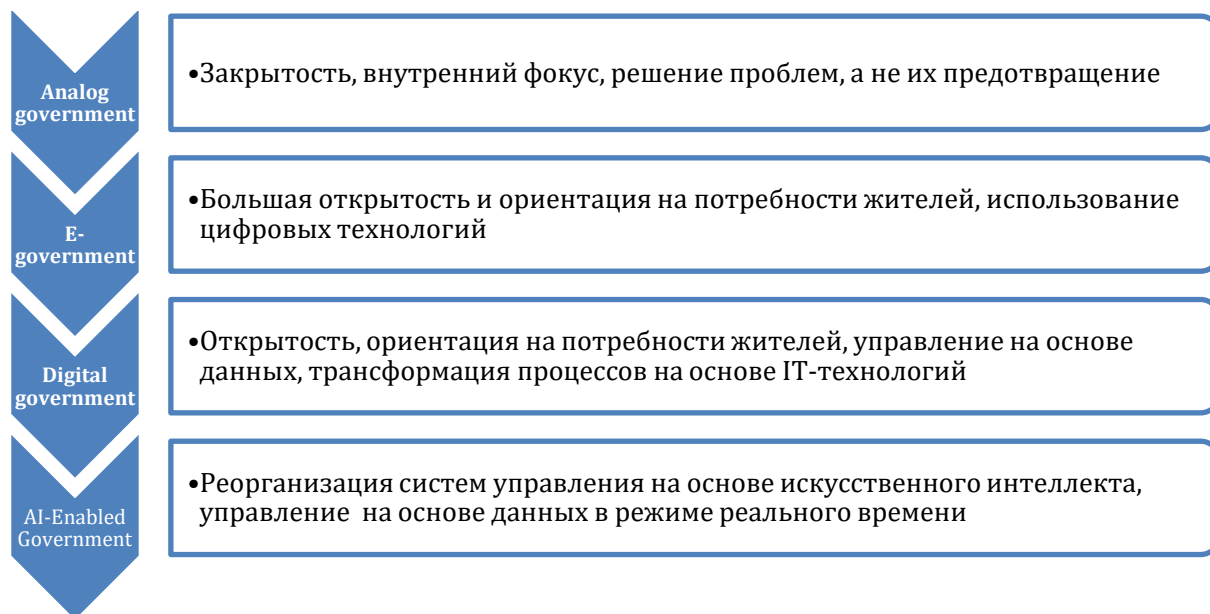 Analog
government
•Закрытость, внутренний фокус, решение проблем, а не их предотвращение
E-
government
•Большая открытость и ориентация на потребности жителей, использование
цифровых технологий
Digital
government
•Открытость, ориентация на потребности жителей, управление на основе
данных, трансформация процессов на основе IT-технологий
AI-Enabled
Government
•Реорганизация систем управления на основе искусственного интеллекта,
управление на основе данных в режиме реального времени